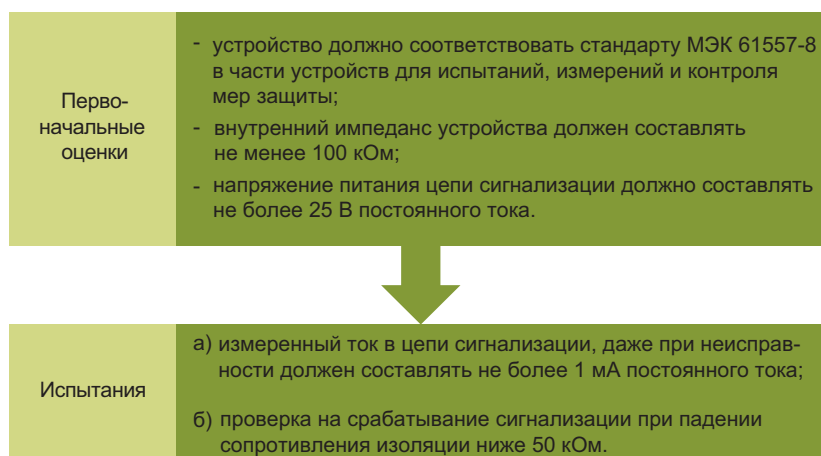 Перво-
начальные
оценки
- устройство должно соответствовать стандарту МЭК 61557-8
в части устройств для испытаний, измерений и контроля
мер защиты;
- внутренний импеданс устройства должен составлять
не менее 100 кОм;
- напряжение питания цепи сигнализации должно составлять
не более 25 В постоянного тока.
Испытания
а) измеренный ток в цепи сигнализации, даже при неисправ-
ности должен составлять не более 1 мА постоянного тока;
б) проверка на срабатывание сигнализации при падении
сопротивления изоляции ниже 50 кОм.